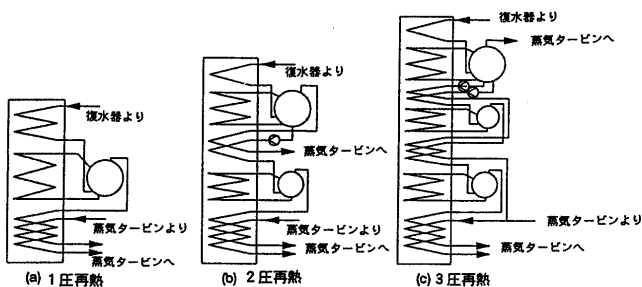 復水器より
蒸気タービンより
蒸気タービンへ
(a) 1圧再熱
復水器より
蒸気タービンへ
蒸気タービンより
蒸気タービンへ
(b) 2圧再熱
復水器より
蒸気タービンへ
蒸気タービンより
蒸気タービンへ
(c) 3圧再熱